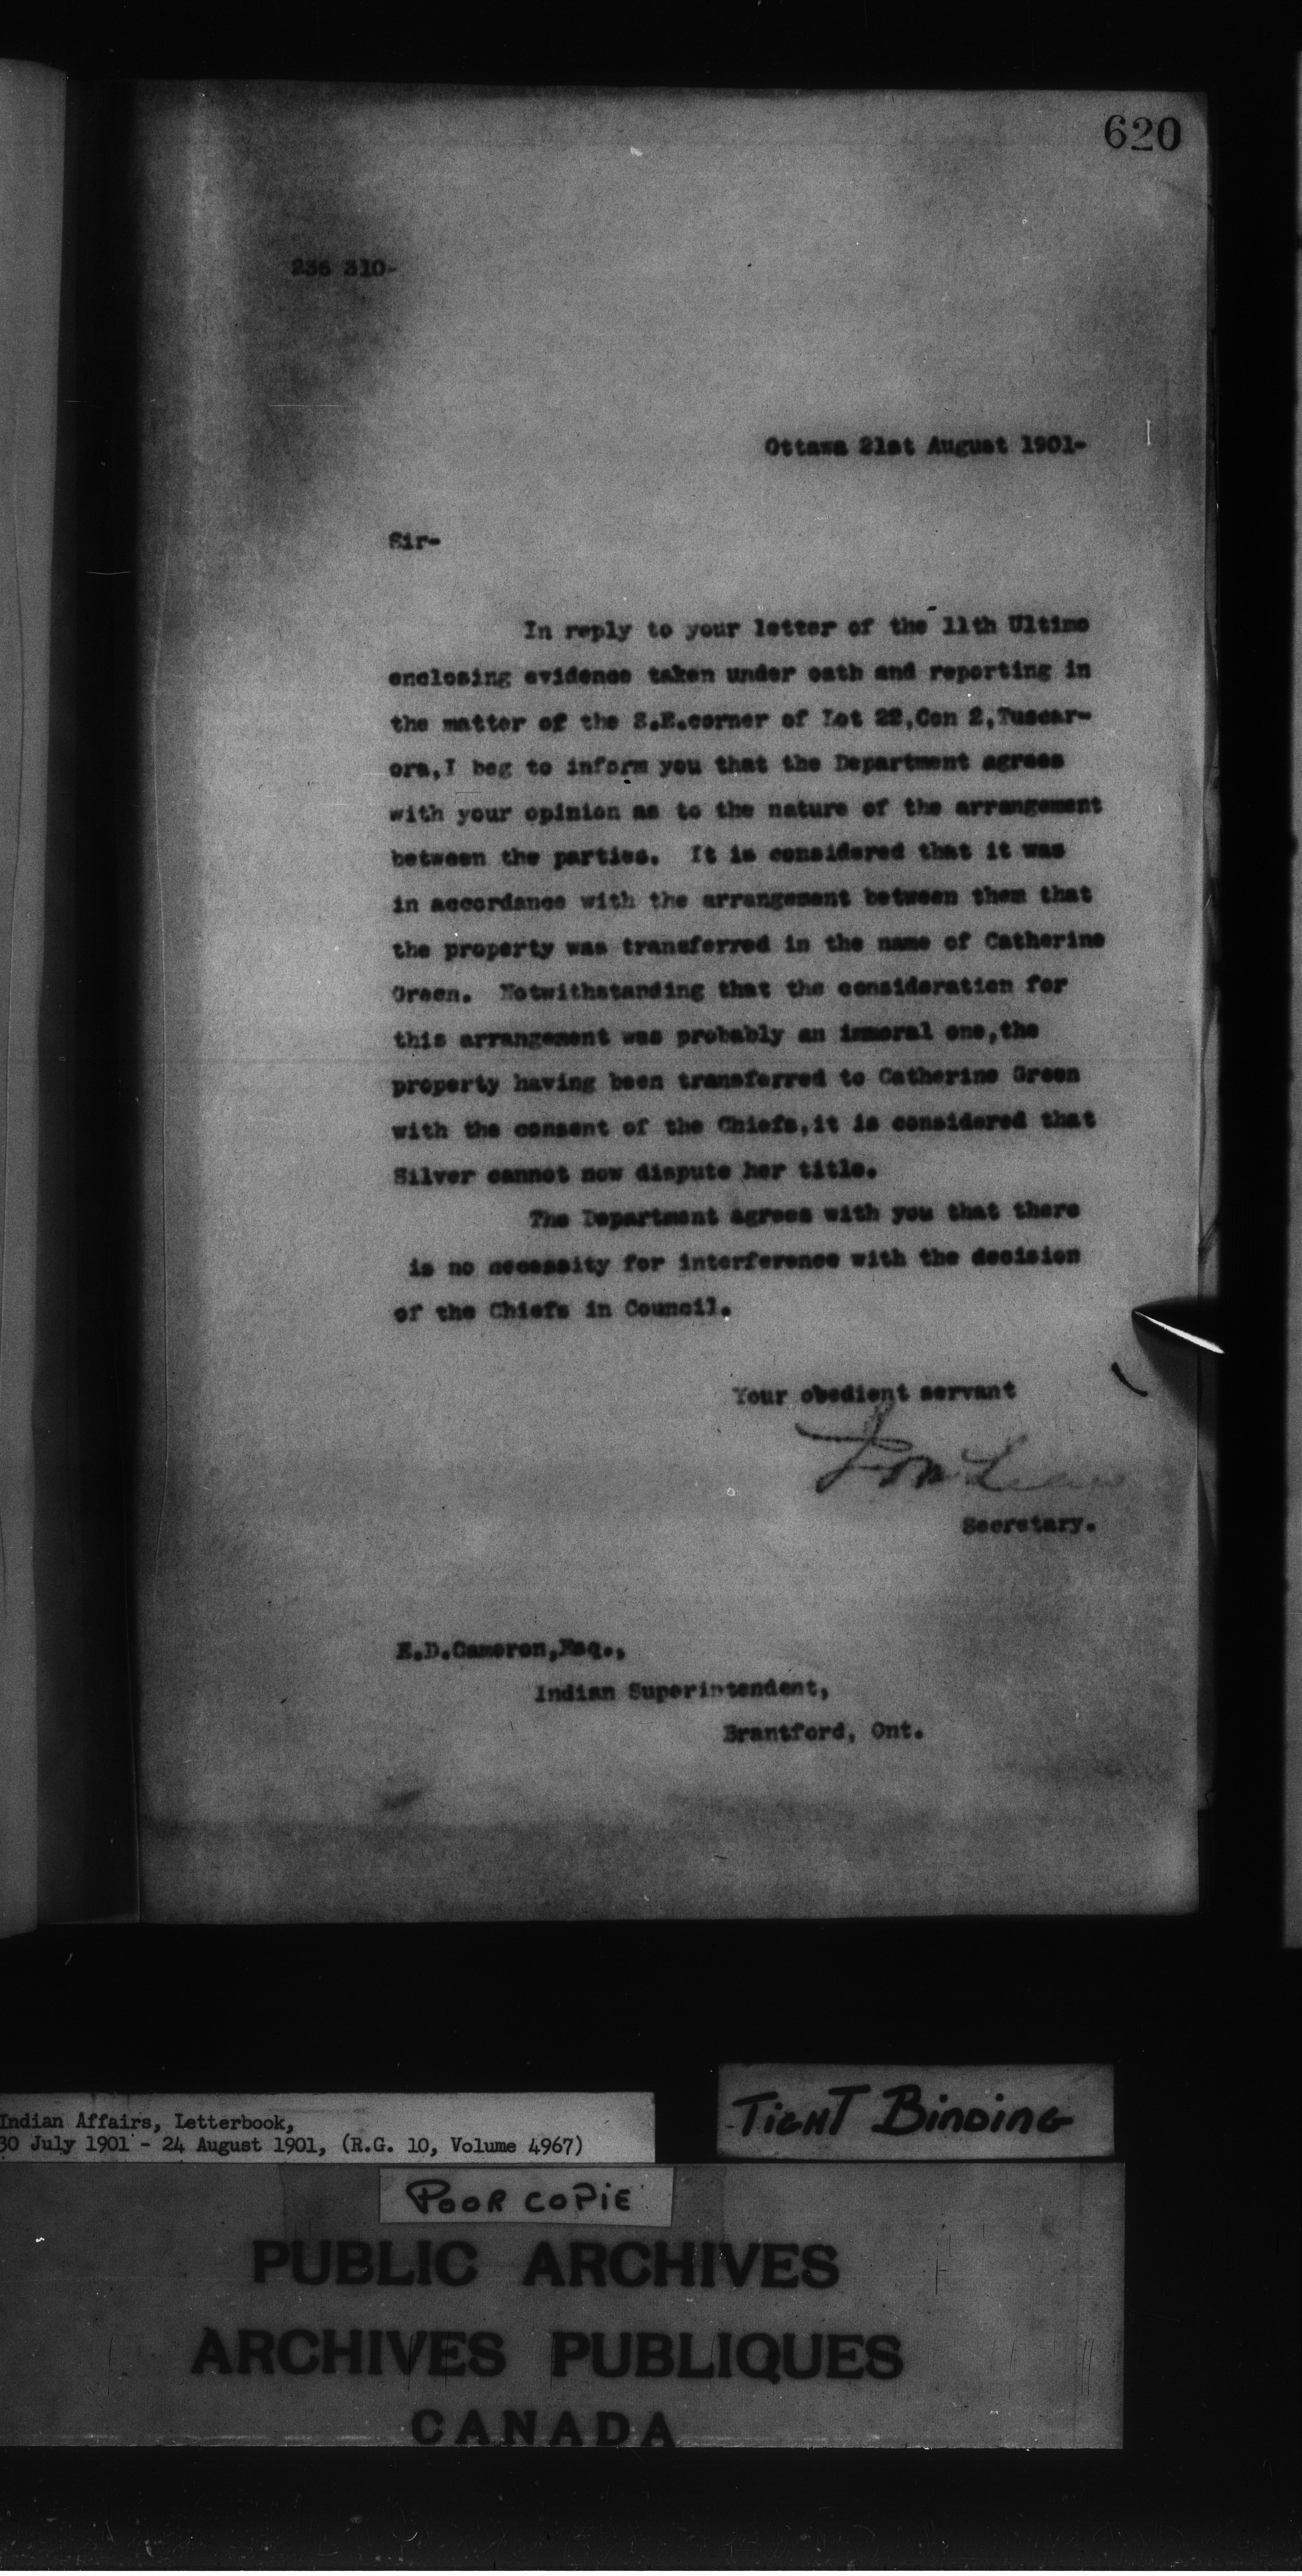 620
236 310-
Ottawa 21st August 1901-
Sir-
In reply to your letter of the 11th Ultimo
enclosing evidence taken under oath and reporting in
the matter of the S.E.corner of Lot 22,Con 2,Tuscar-
ora,I beg to inform you that the Department agrees
with your opinion as to the nature of the arrangement
between the parties. It is considered that it was
in accordance with the arrangement between them that
the property was transferred in the name of Catherine
Green. Notwithstanding that the consideration for
this arrangement was probably an immoral one,the
property having been transferred to Catherine Green
with the consent of the Chiefs,it is considered that
Silver cannot now dispute her title.
The Department agrees with you that there
is no necessity for interference with the decision
of the Chiefs in Council.
Your obedient servant
Secretary.
E.D.Cameron,Esq.,
Indian Superintendent,
Brantford, Ont.
Indian Affairs, Letterbook,
30 July 1901 - 24 August 1901, (R.G. 10, Volume 4967)
TIGHT BINDING
POOR COPIE
PUBLIC ARCHIVES
ARCHIVES PUBLIQUES
CANADA